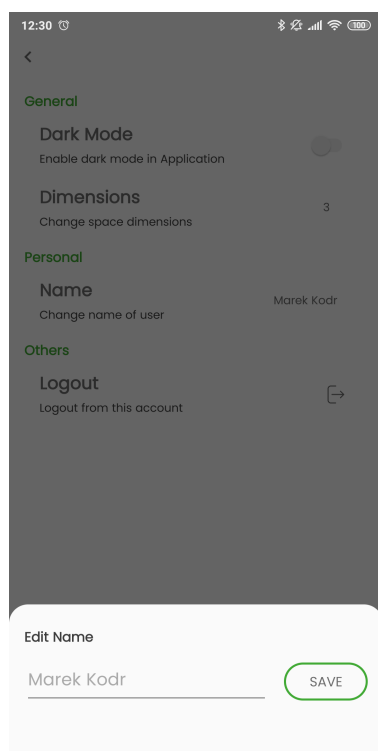 12:30
100
General
Dark Mode
Enable dark mode in Application
Dimensions
Change space dimensions
3
Personal
Name
Change name of user
Marek Kodr
Others
Logout
Logout from this account
Edit Name
Marek Kodr
SAVE